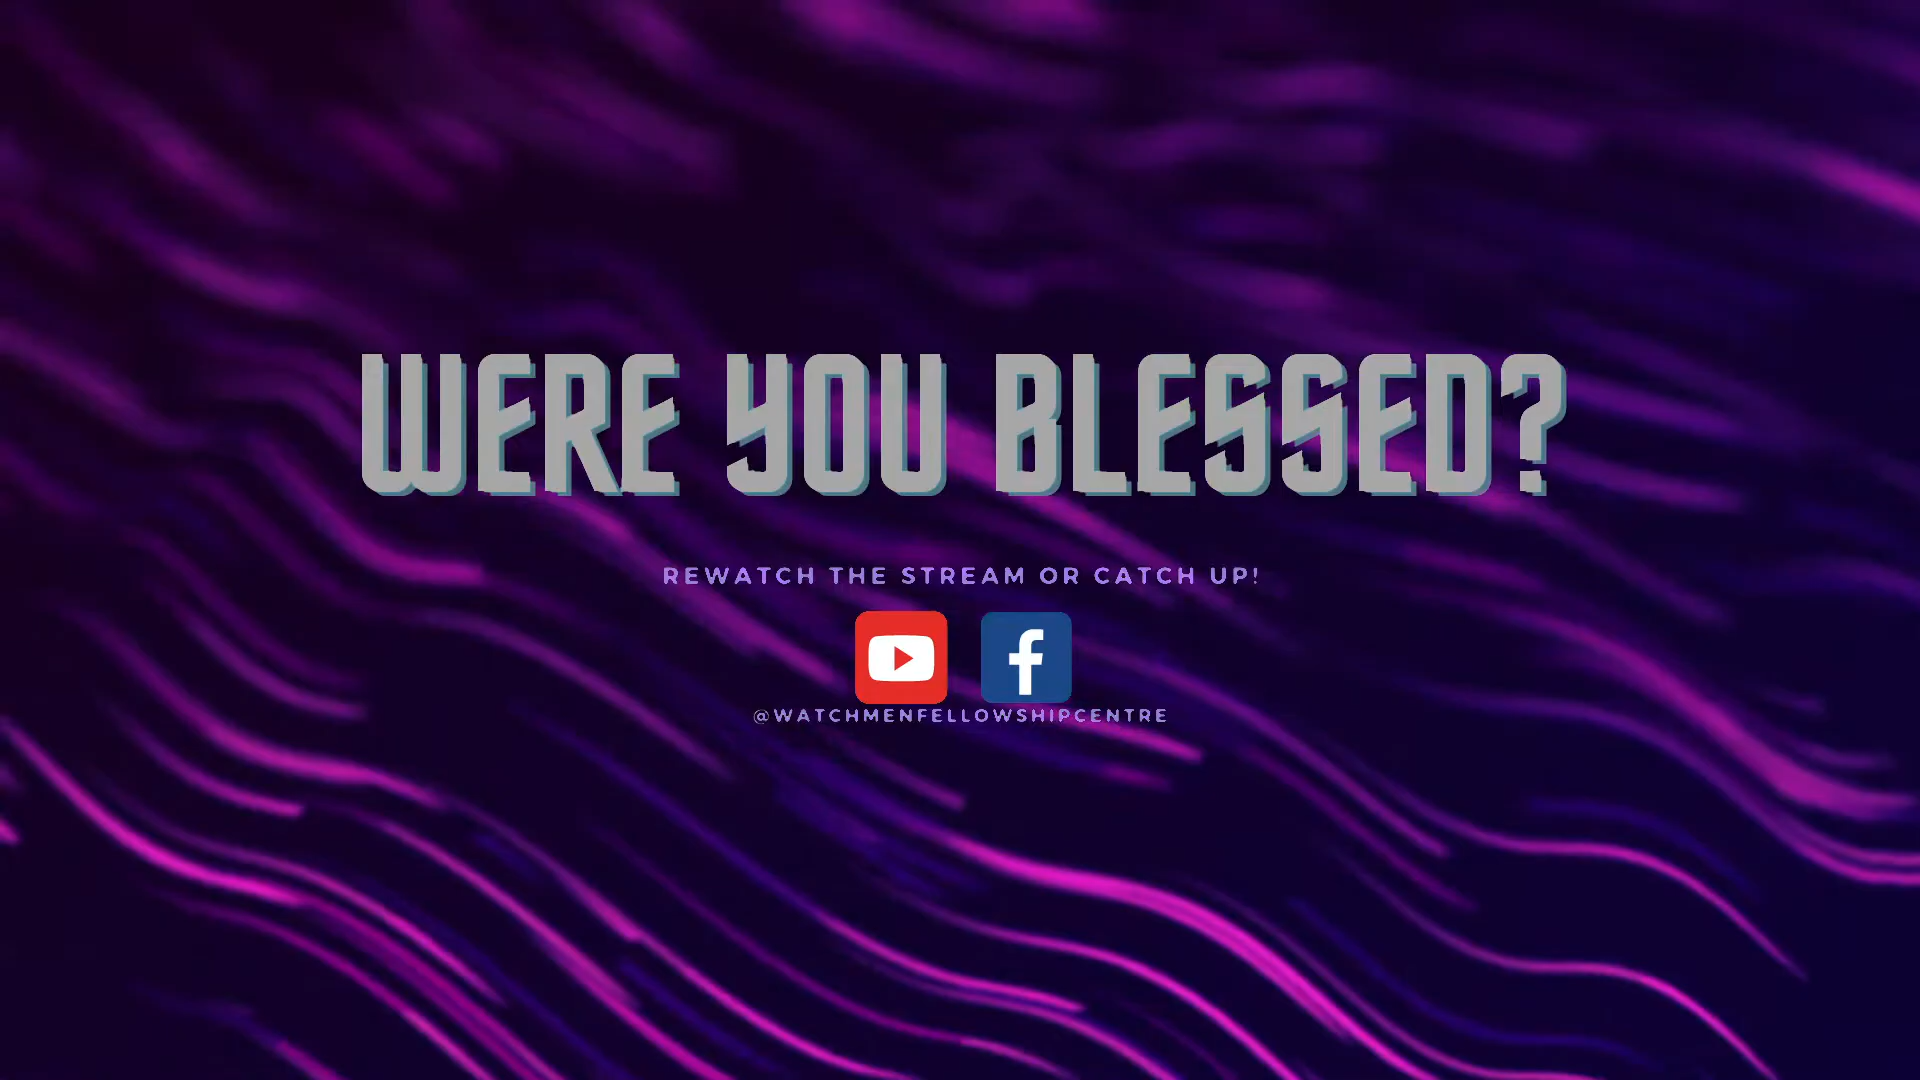 WERE YOU BLESSED?
REWATCH THE STREAM OR CATCH UP!
@WATCHMENFELLOWSHIPCENTRE